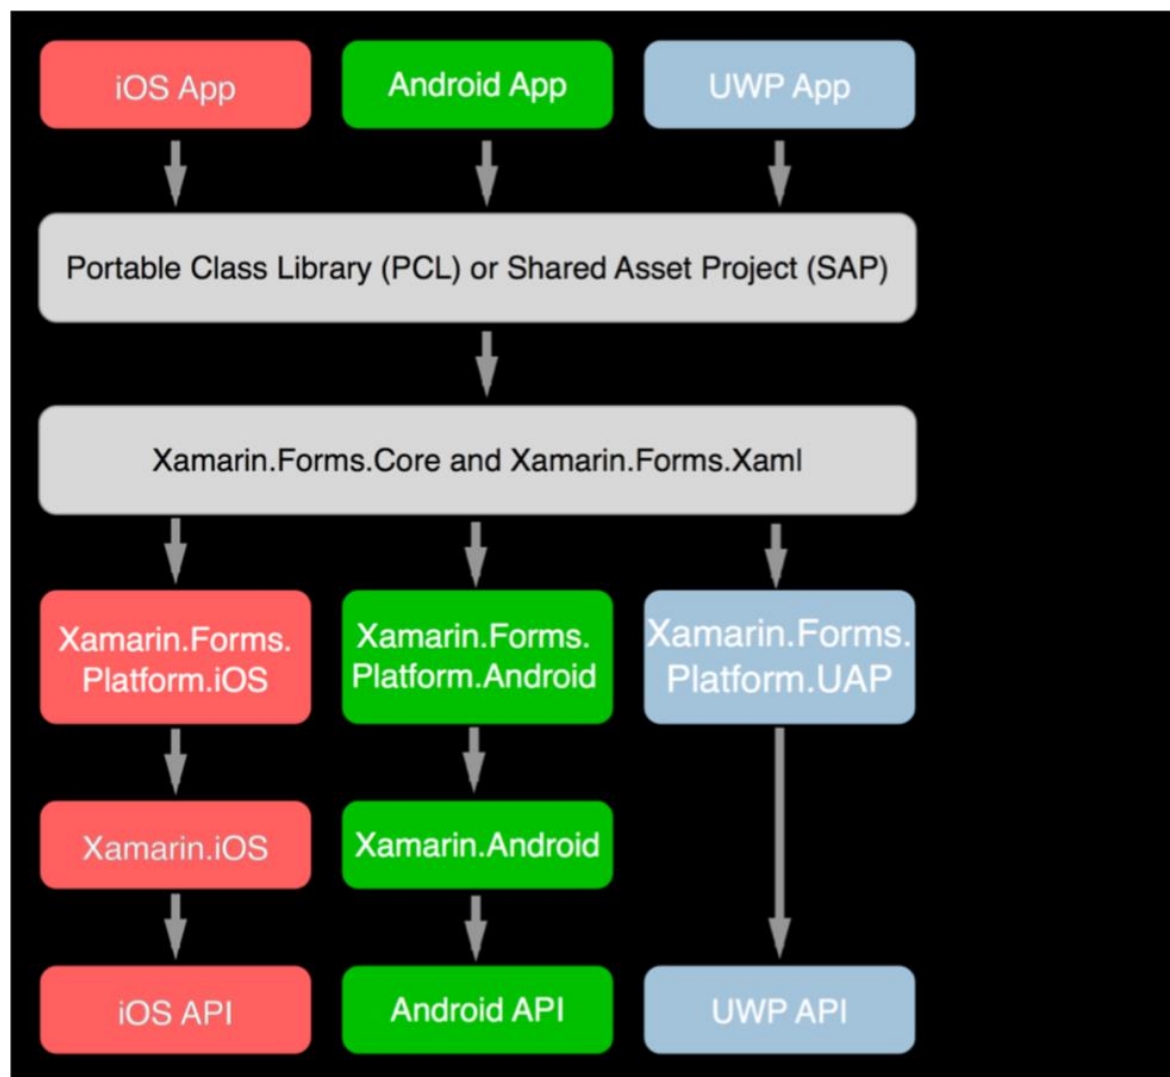 iOS App
Android App
UWP App
Portable Class Library (PCL) or Shared Asset Project (SAP)
Xamarin.Forms.Core and Xamarin.Forms.Xaml
Xamarin.Forms.
Platform.iOS
Xamarin.Forms.
Platform.Android
Xamarin.Forms.
Platform.UAP
Xamarin.iOS
Xamarin.Android
iOS API
Android API
UWP API